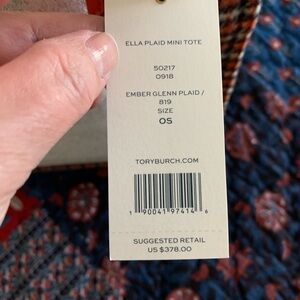 ELLA PLAID MINI TOTE
50217
0918
EMBER GLENN PLAID /
819
SIZE
OS
TORYBURCH.COM
1 90041 97414 6
SUGGESTED RETAIL
US $378.00